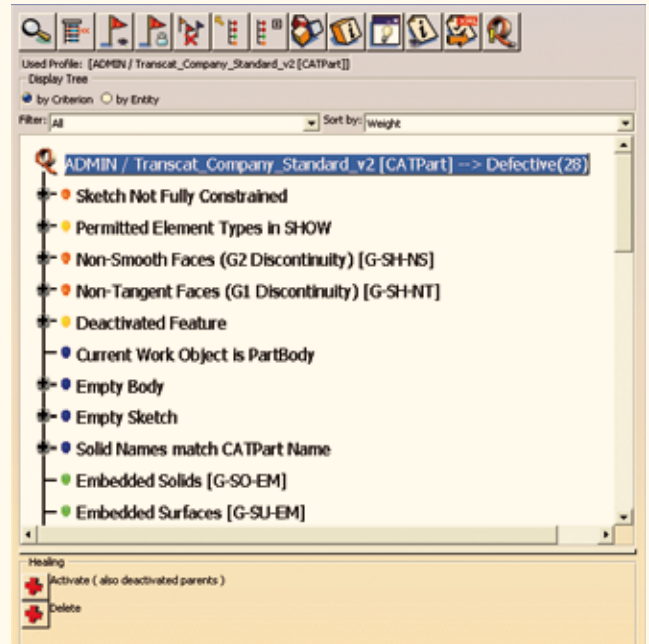 Used Profile: [ADMIN / Transcat_Company_Standard_v2 [CATPart]]
Display Tree
by Criterion by Entity
Filter: All Sort by: Weight
ADMIN / Transcat_Company_Standard_v2 [CATPart] --> Defective(28)
Sketch Not Fully Constrained
Permitted Element Types in SHOW
Non-Smooth Faces (G2 Discontinuity) [G-SH-NS]
Non-Tangent Faces (G1 Discontinuity) [G-SH-NT]
Deactivated Feature
Current Work Object is PartBody
Empty Body
Empty Sketch
Solid Names match CATPart Name
Embedded Solids [G-SO-EM]
Embedded Surfaces [G-SU-EM]
Healing
Activate ( also deactivated parents )
Delete